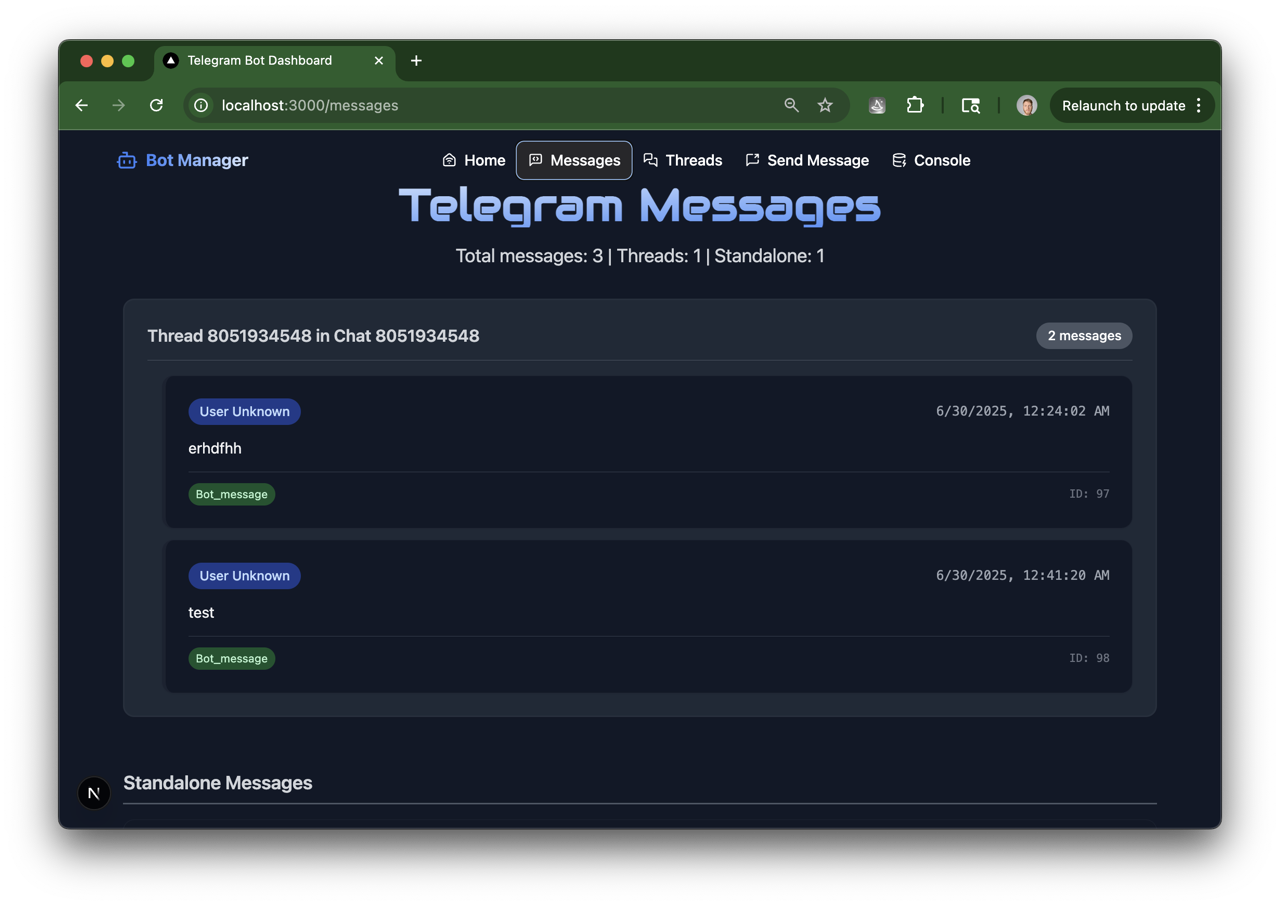 Telegram Bot Dashboard
localhost:3000/messages
Relaunch to update
Bot Manager
Home Messages Threads Send Message Console
Telegram Messages
Total messages: 3 | Threads: 1 | Standalone: 1
Thread 8051934548 in Chat 8051934548
2 messages
User Unknown
6/30/2025, 12:24:02 AM
erhdfhh
Bot_message
ID: 97
User Unknown
6/30/2025, 12:41:20 AM
test
Bot_message
ID: 98
N
Standalone Messages